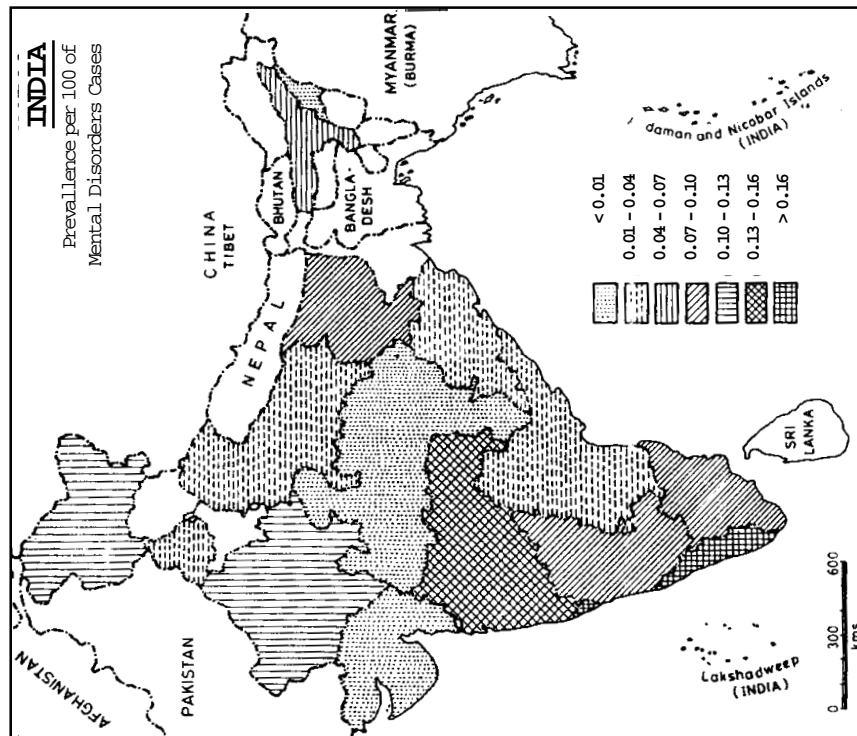 INDIA
Prevallence per 100 of
Mental Disorders Cases
CHINA
TIBET
MYANMAR
(BURMA)
BHUTAN
BANGLA-
DESH
NEPAL
AFGHANISTAN
PAKISTAN
daman and Nicobar Islands
(INDIA)
< 0.01
0.01 - 0.04
0.04 - 0.07
0.07 - 0.10
0.10 - 0.13
0.13 - 0.16
> 0.16
SRI
LANKA
Lakshadweep
(INDIA)
0 300 600
kms